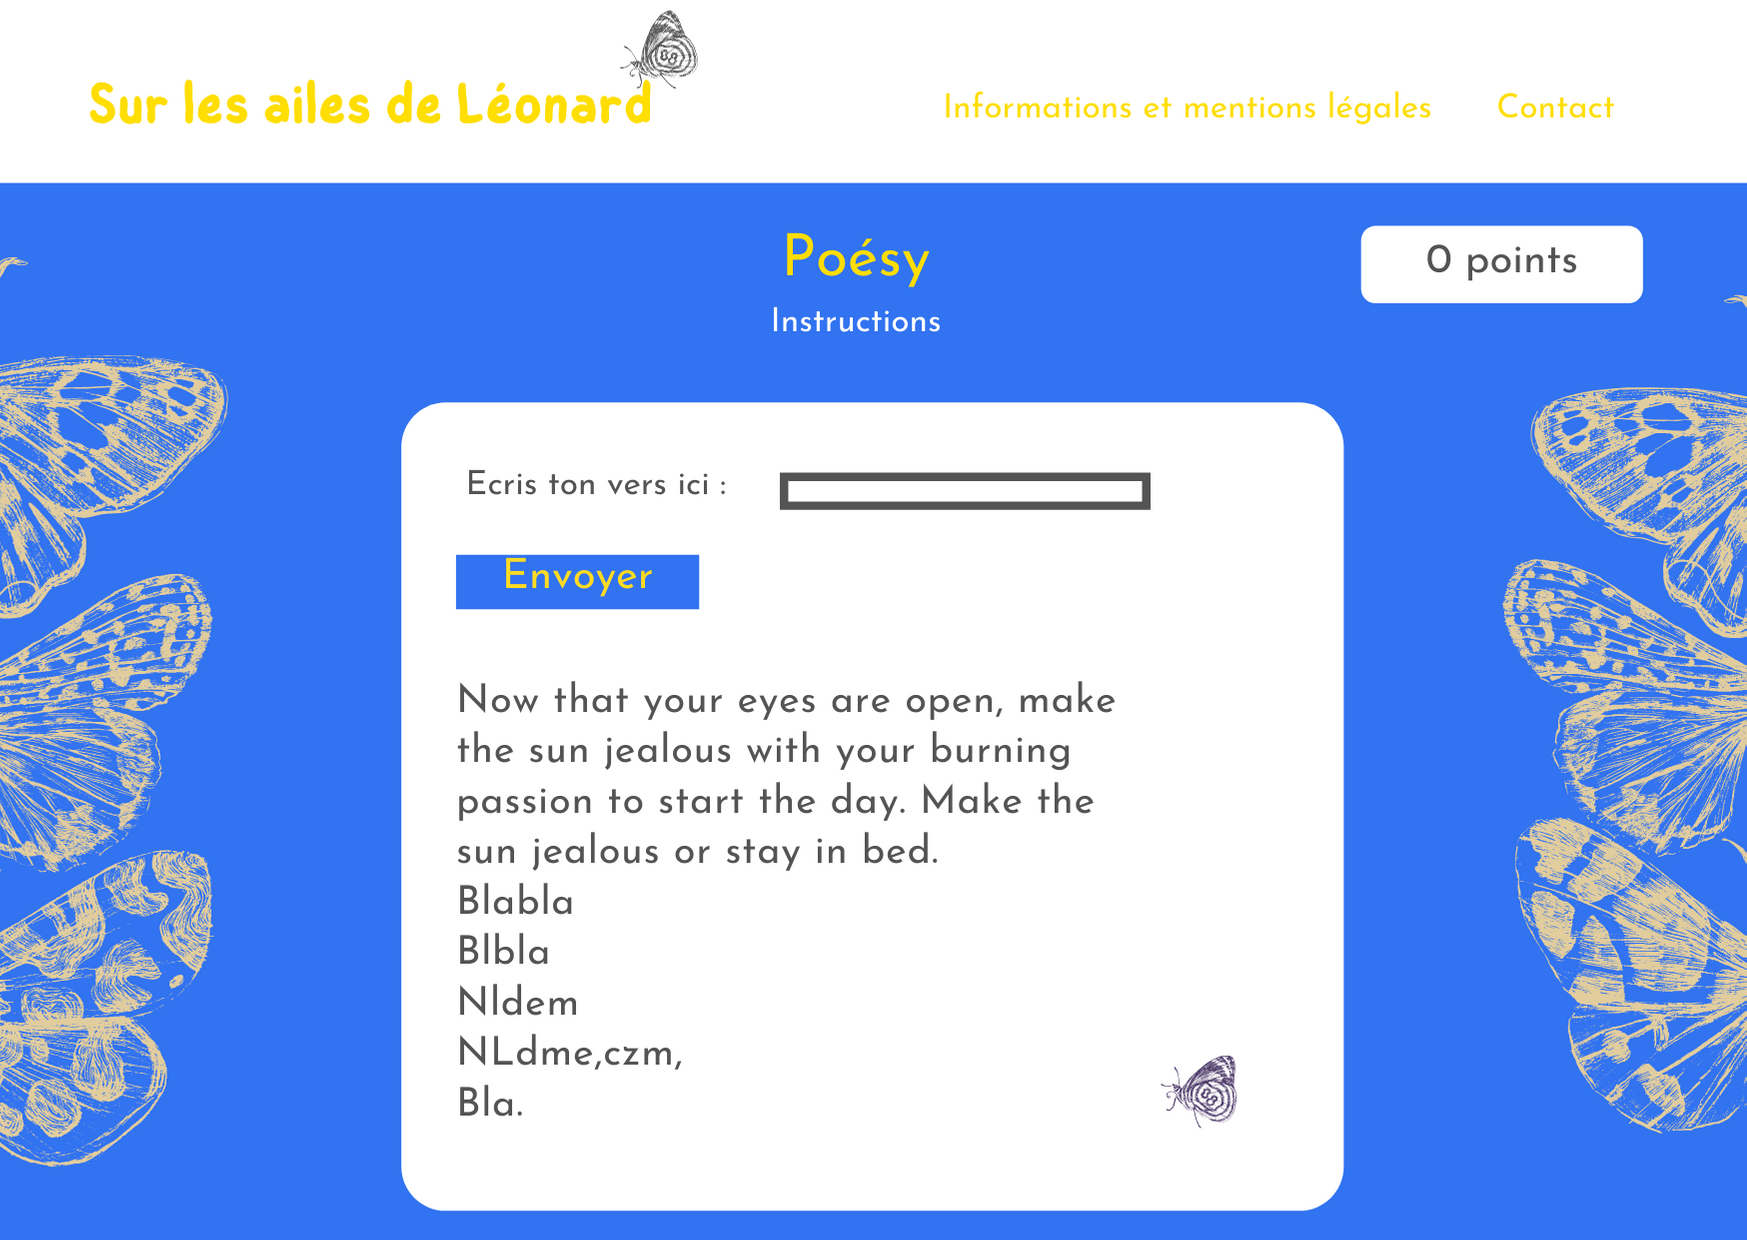 Sur les ailes de Léonard
Informations et mentions légales
Contact
Poésy
0 points
Instructions
Ecris ton vers ici :
Envoyer
Now that your eyes are open, make
the sun jealous with your burning
passion to start the day. Make the
sun jealous or stay in bed.
Blabla
Blbla
Nldem
NLdme,czm,
Bla.